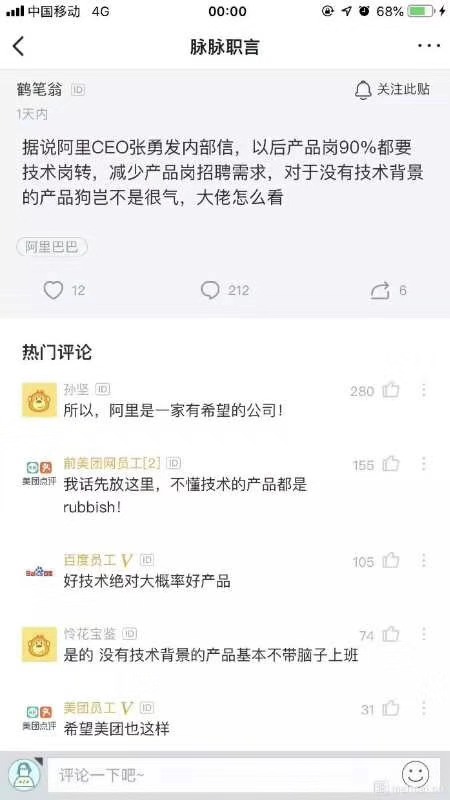 中国移动 4G 00:00 68%
脉脉职言
鹤笔翁 ID 关注此贴
1天内
据说阿里CEO张勇发内部信，以后产品岗90%都要
技术岗转，减少产品岗招聘需求，对于没有技术背景
的产品狗岂不是很气，大佬怎么看
阿里巴巴
12 212 6
热门评论
孙坚 ID 280
所以，阿里是一家有希望的公司！
前美团网员工[2] ID 155
美团点评
我话先放这里，不懂技术的产品都是
rubbish！
百度员工 V ID 105
Bai百度
好技术绝对大概率好产品
怜花宝鉴 ID 74
是的 没有技术背景的产品基本不带脑子上班
美团员工 V ID 31
美团点评
希望美团也这样
评论一下吧~